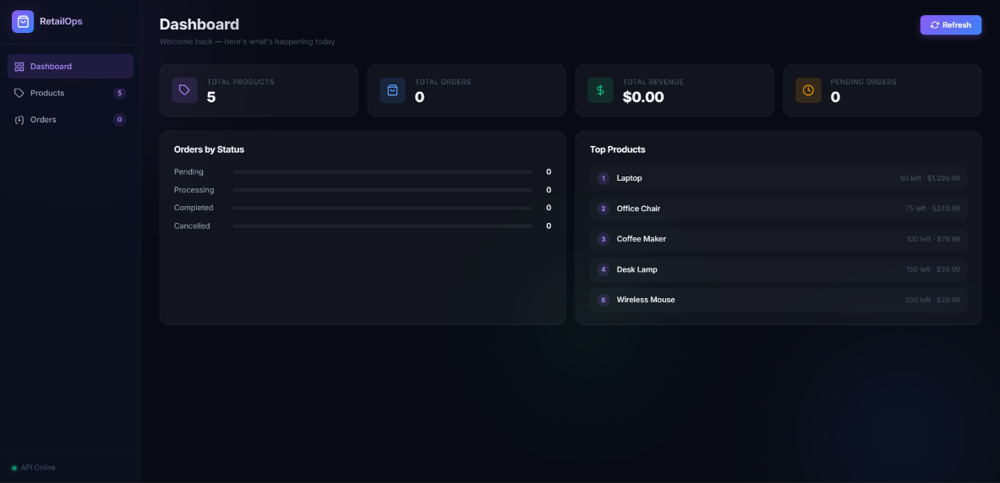 RetailOps
Dashboard
Products 5
Orders 0
API Online
Dashboard
Welcome back — here's what's happening today
Refresh
TOTAL PRODUCTS
5
TOTAL ORDERS
0
TOTAL REVENUE
$0.00
PENDING ORDERS
0
Orders by Status
Pending 0
Processing 0
Completed 0
Cancelled 0
Top Products
1 Laptop 50 left · $1,299.99
2 Office Chair 75 left · $249.99
3 Coffee Maker 100 left · $79.99
4 Desk Lamp 150 left · $39.99
5 Wireless Mouse 200 left · $29.99